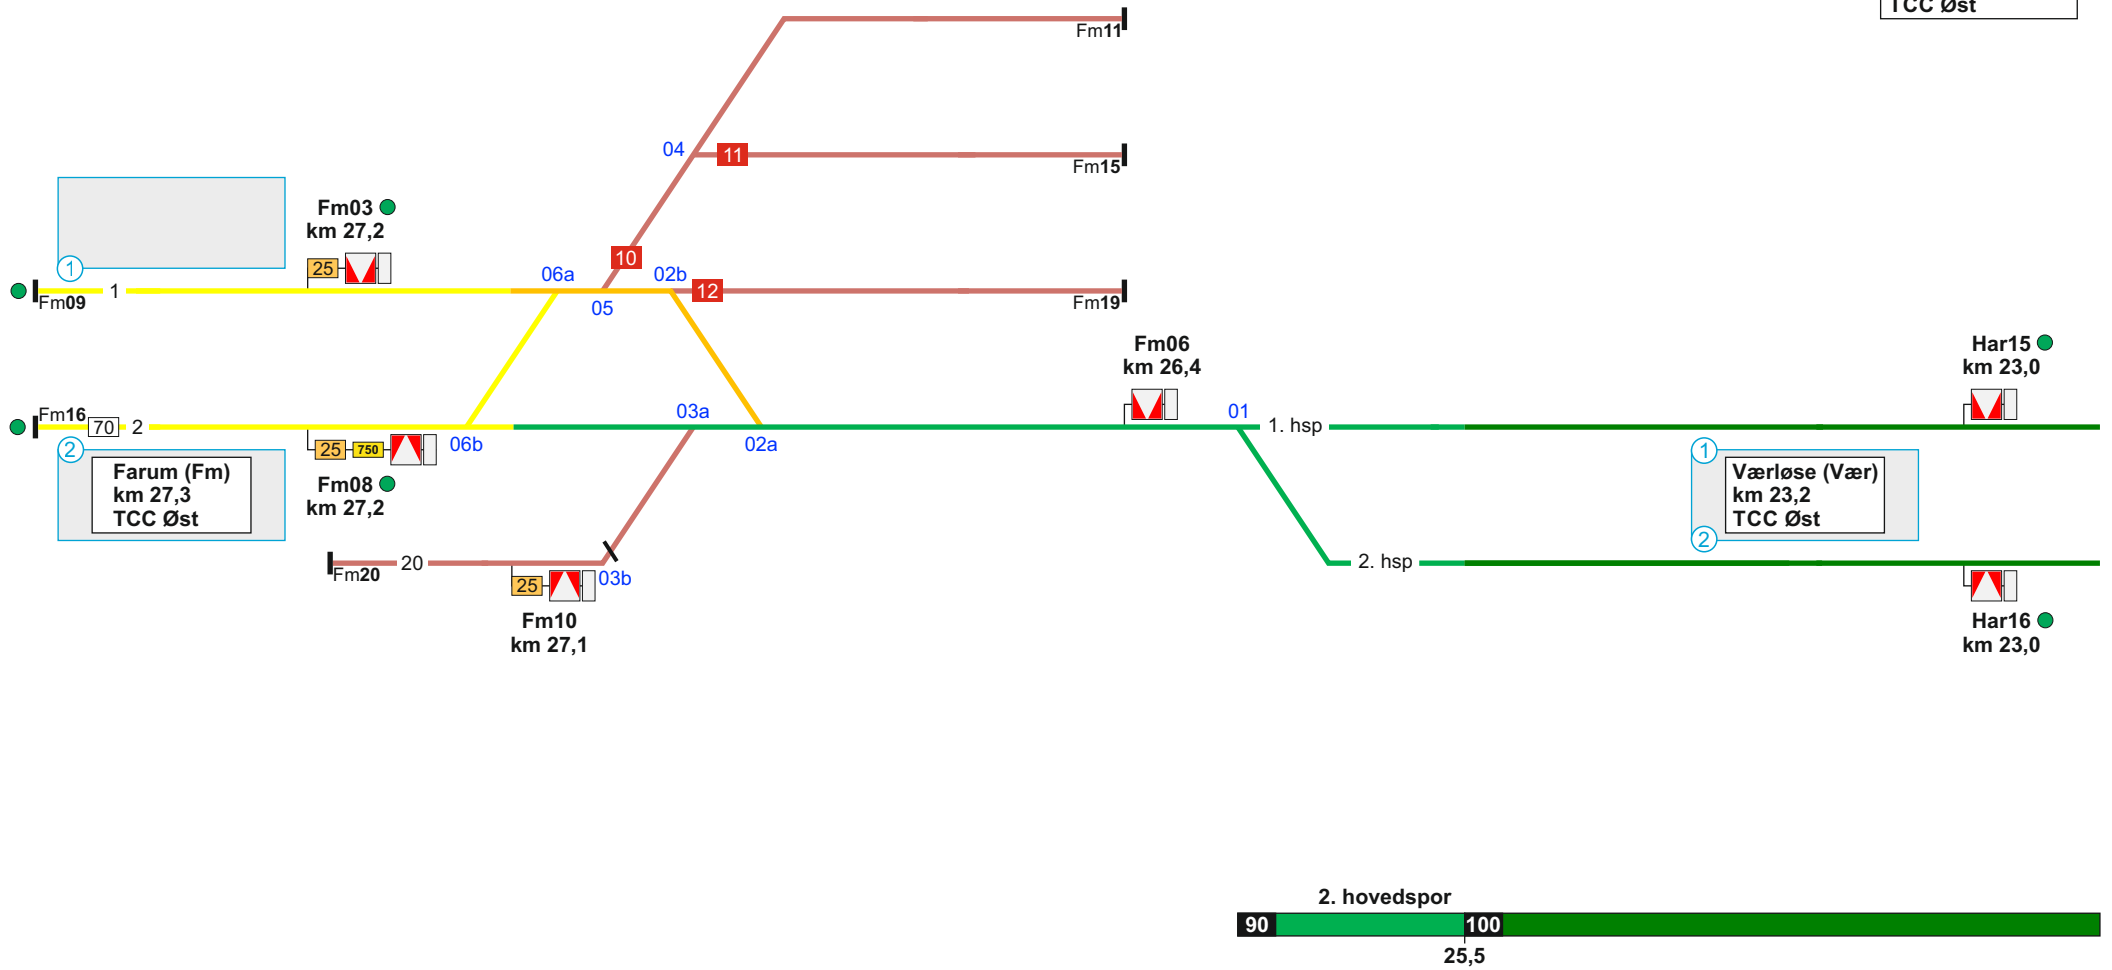 TCC Øst
Fm11
04
11
Fm15
Fm03
km 27,2
10
1
25
06a
02b
Fm09
1
05
12
Fm19
Fm06
km 26,4
Har15
km 23,0
Fm16
70
2
03a
01
1. hsp
2
25
750
06b
02a
1
Farum (Fm)
km 27,3
TCC Øst
Fm08
km 27,2
Værløse (Vær)
km 23,2
TCC Øst
2
Fm20
20
25
03b
2. hsp
Fm10
km 27,1
Har16
km 23,0
2. hovedspor
90
100
25,5